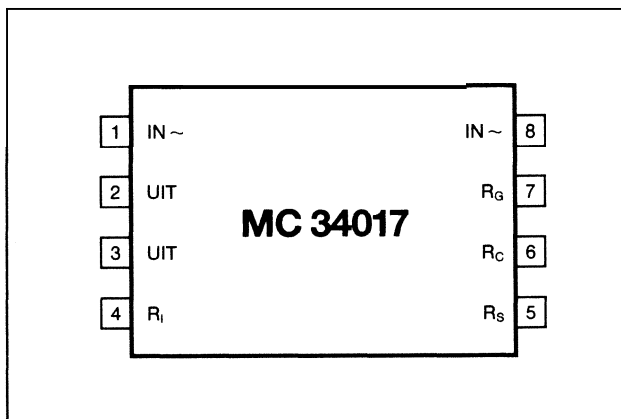 1 IN ~ IN ~ 8
2 UIT R_G 7
MC 34017
3 UIT R_C 6
4 R_I R_S 5